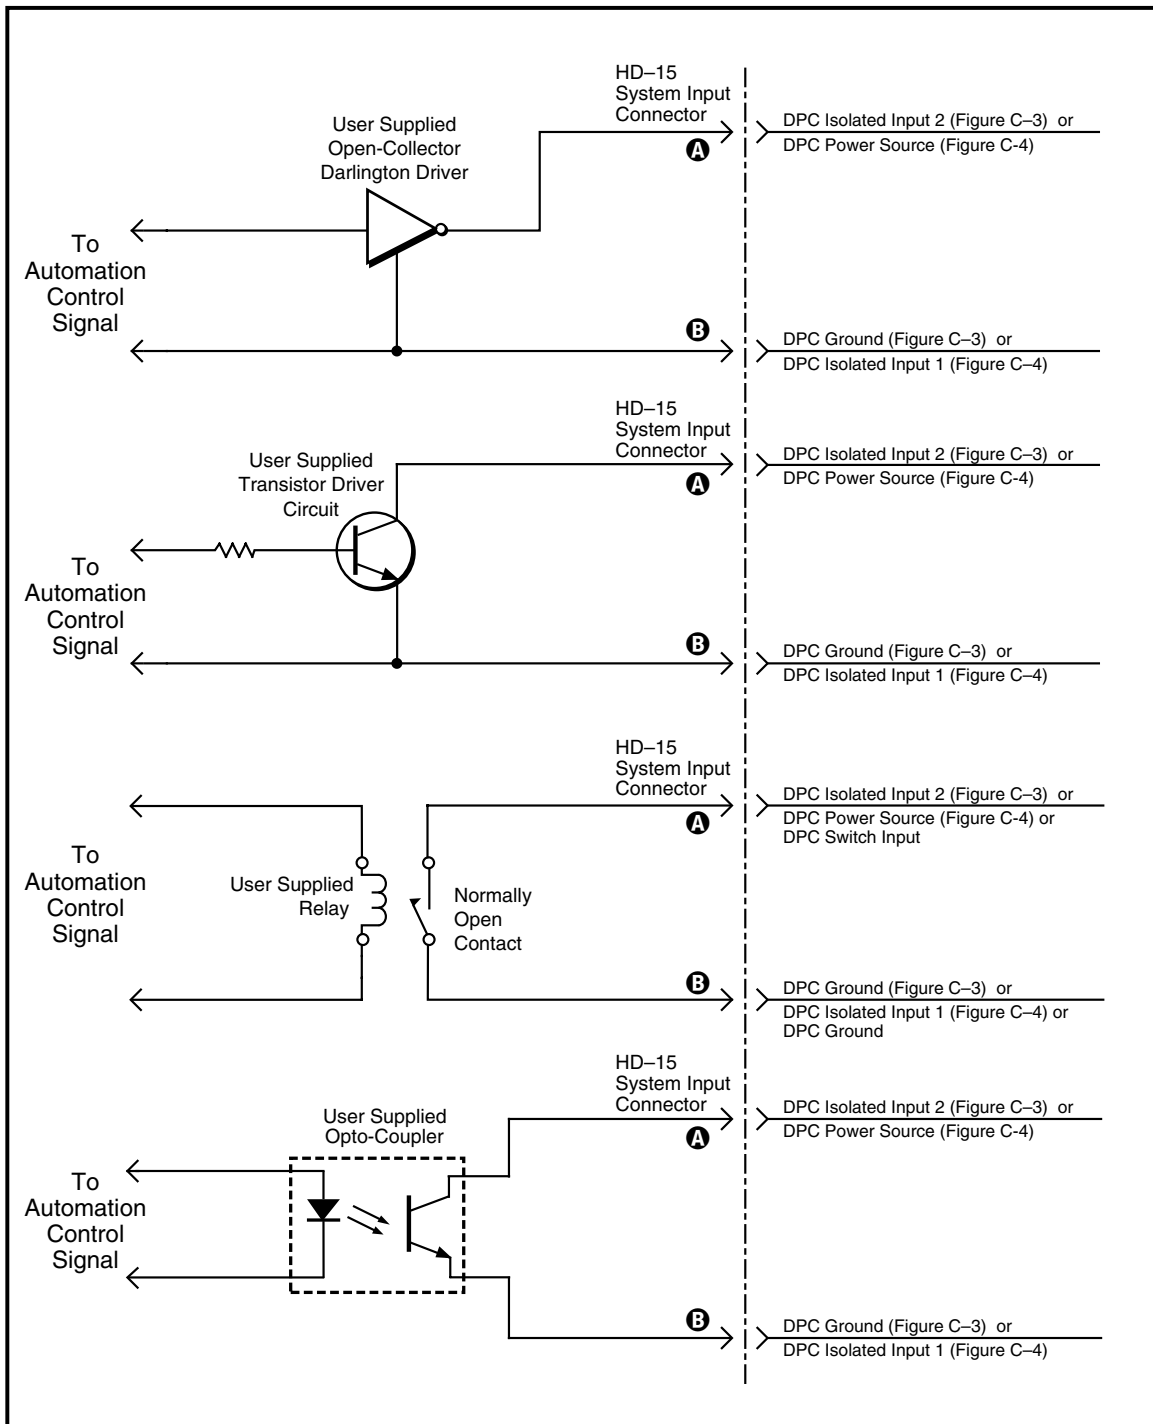 HD–15
System Input
Connector
User Supplied
Open-Collector
Darlington Driver
A
DPC Isolated Input 2 (Figure C–3) or
DPC Power Source (Figure C-4)
To
Automation
Control
Signal
B
DPC Ground (Figure C–3) or
DPC Isolated Input 1 (Figure C–4)
HD–15
System Input
Connector
User Supplied
Transistor Driver
Circuit
A
DPC Isolated Input 2 (Figure C–3) or
DPC Power Source (Figure C-4)
To
Automation
Control
Signal
B
DPC Ground (Figure C–3) or
DPC Isolated Input 1 (Figure C–4)
HD–15
System Input
Connector
A
DPC Isolated Input 2 (Figure C–3) or
DPC Power Source (Figure C-4) or
DPC Switch Input
To
Automation
Control
Signal
User Supplied
Relay
Normally
Open
Contact
B
DPC Ground (Figure C–3) or
DPC Isolated Input 1 (Figure C–4) or
DPC Ground
HD–15
System Input
Connector
User Supplied
Opto-Coupler
A
DPC Isolated Input 2 (Figure C–3) or
DPC Power Source (Figure C-4)
To
Automation
Control
Signal
B
DPC Ground (Figure C–3) or
DPC Isolated Input 1 (Figure C–4)